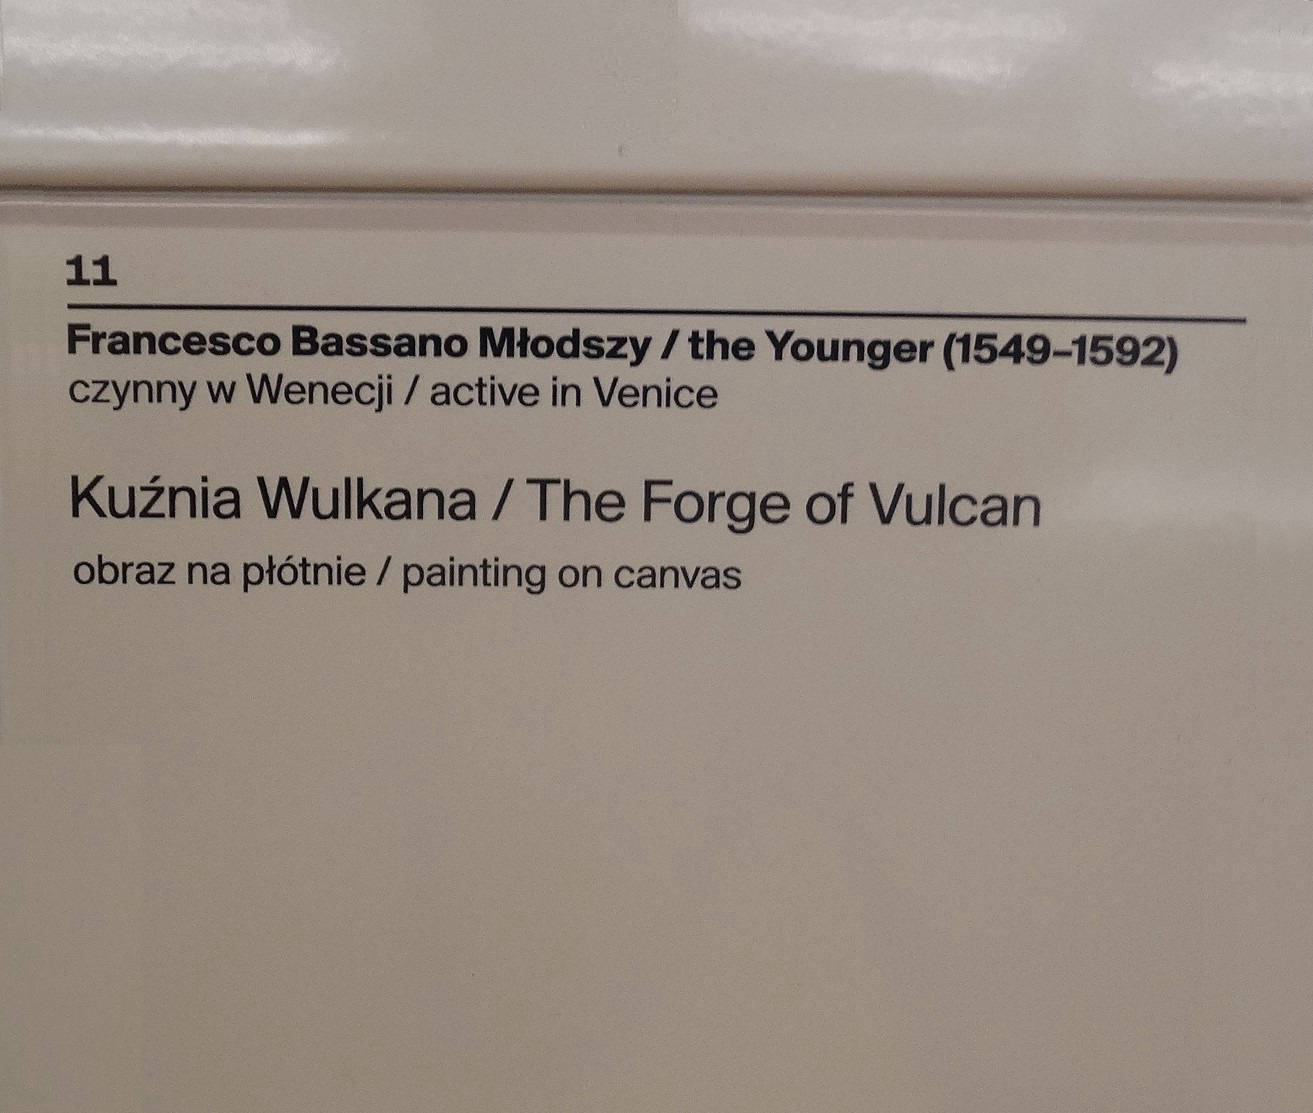 11
Francesco Bassano Młodszy / the Younger (1549–1592)
czynny w Wenecji / active in Venice
Kuźnia Wulkana / The Forge of Vulcan
obraz na płótnie / painting on canvas